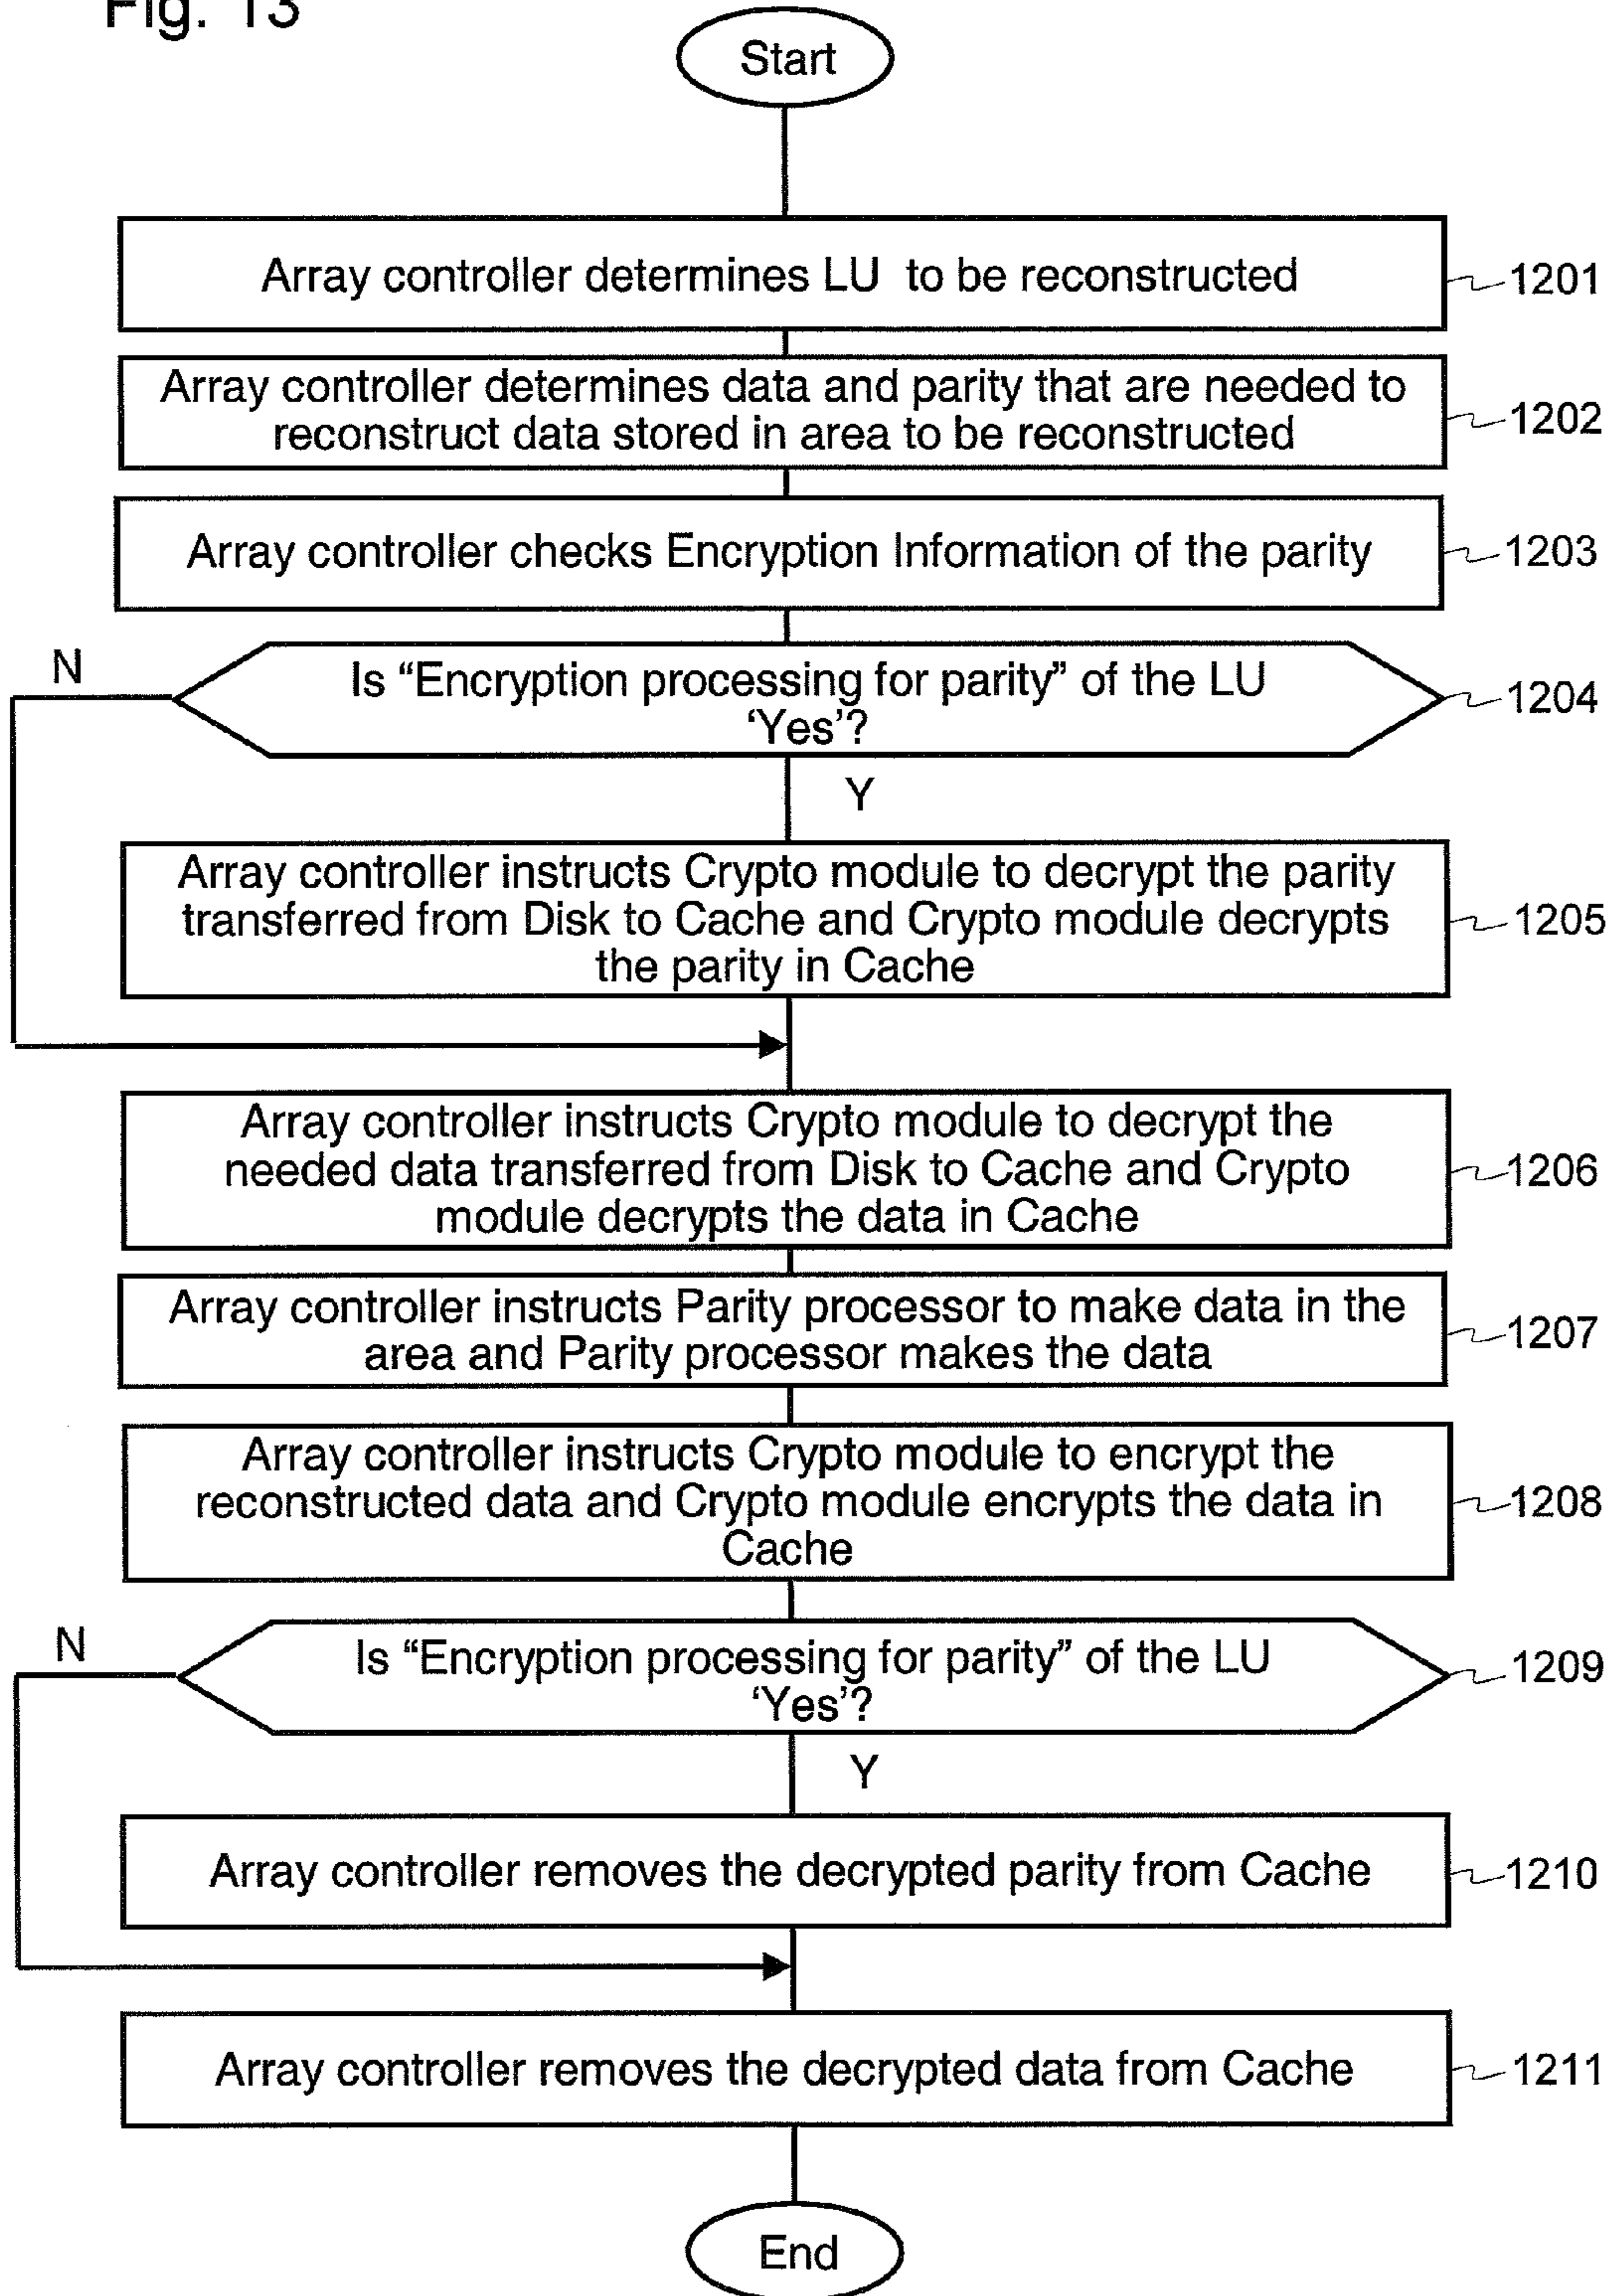 Fig. 13
Start
Array controller determines LU to be reconstructed
1201
Array controller determines data and parity that are needed to
reconstruct data stored in area to be reconstructed
1202
Array controller checks Encryption Information of the parity
1203
N
Is “Encryption processing for parity” of the LU
‘Yes’?
1204
Y
Array controller instructs Crypto module to decrypt the parity
transferred from Disk to Cache and Crypto module decrypts
the parity in Cache
1205
Array controller instructs Crypto module to decrypt the
needed data transferred from Disk to Cache and Crypto
module decrypts the data in Cache
1206
Array controller instructs Parity processor to make data in the
area and Parity processor makes the data
1207
Array controller instructs Crypto module to encrypt the
reconstructed data and Crypto module encrypts the data in
Cache
1208
N
Is “Encryption processing for parity” of the LU
‘Yes’?
1209
Y
Array controller removes the decrypted parity from Cache
1210
Array controller removes the decrypted data from Cache
1211
End